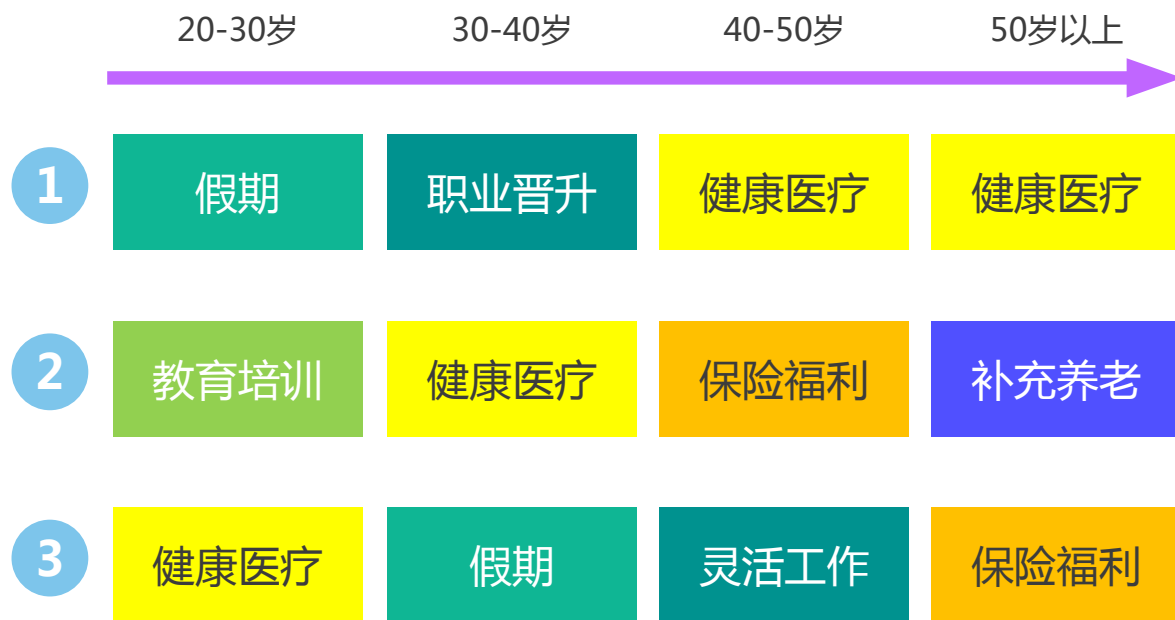 20-30岁 30-40岁 40-50岁 50岁以上
1 假期 职业晋升 健康医疗 健康医疗
2 教育培训 健康医疗 保险福利 补充养老
3 健康医疗 假期 灵活工作 保险福利